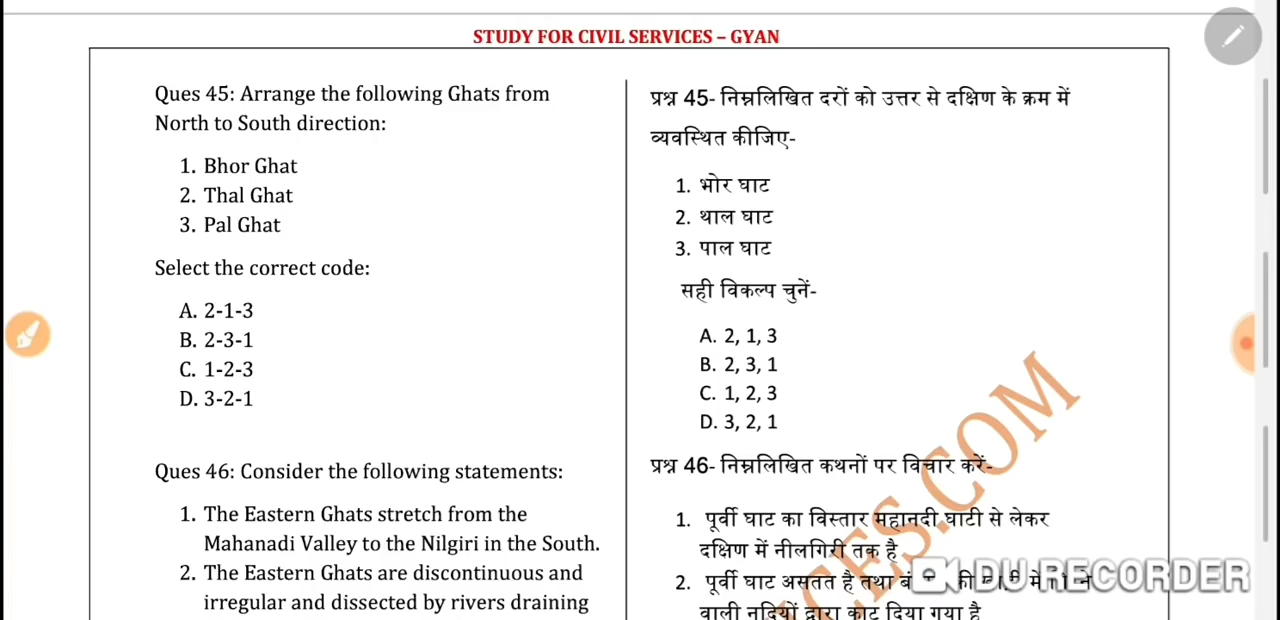 STUDY FOR CIVIL SERVICES – GYAN
Ques 45: Arrange the following Ghats from
North to South direction:
1. Bhor Ghat
2. Thal Ghat
3. Pal Ghat
Select the correct code:
A. 2-1-3
B. 2-3-1
C. 1-2-3
D. 3-2-1
Ques 46: Consider the following statements:
1. The Eastern Ghats stretch from the
Mahanadi Valley to the Nilgiri in the South.
2. The Eastern Ghats are discontinuous and
irregular and dissected by rivers draining
प्रश्न 45- निम्नलिखित दर्रों को उत्तर से दक्षिण के क्रम में
व्यवस्थित कीजिए-
1. भोर घाट
2. थाल घाट
3. पाल घाट
सही विकल्प चुनें-
A. 2, 1, 3
B. 2, 3, 1
C. 1, 2, 3
D. 3, 2, 1
प्रश्न 46- निम्नलिखित कथनों पर विचार करें-
1. पूर्वी घाट का विस्तार महानदी घाटी से लेकर
दक्षिण में नीलगिरी तक है
2. पूर्वी घाट असतत है तथा
वाली नदियों द्वारा काट दिया गया है
ICES.COM
DU RECORDER